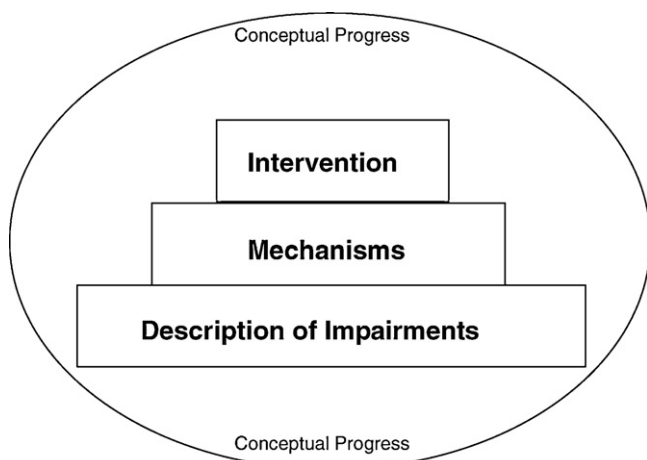 Conceptual Progress
Intervention
Mechanisms
Description of Impairments
Conceptual Progress